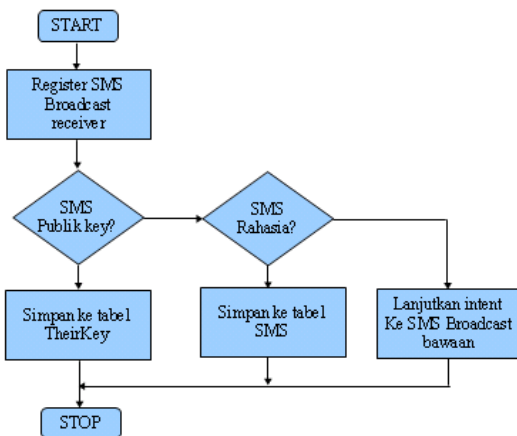 START
Register SMS
Broadcast
receiver
SMS
Publik key?
SMS
Rahasia?
Simpan ke tabel
TheirKey
Simpan ke tabel
SMS
Lanjutkan intent
Ke SMS Broadcast
bawaan
STOP